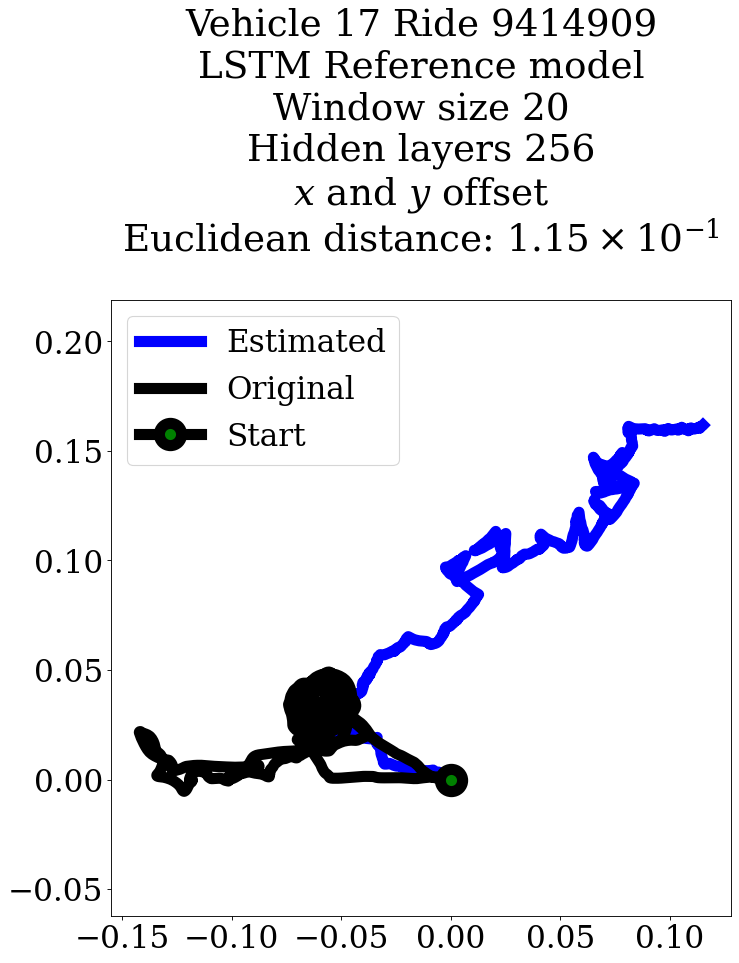 Vehicle 17 Ride 9414909
LSTM Reference model
Window size 20
Hidden layers 256
x and y offset
Euclidean distance: 1.15 × 10⁻¹
Estimated
Original
Start
0.20
0.15
0.10
0.05
0.00
−0.05
−0.15 −0.10 −0.05 0.00 0.05 0.10